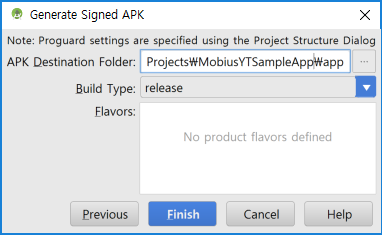 Generate Signed APK
Note: Proguard settings are specified using the Project Structure Dialog
APK Destination Folder: Projects₩MobiusYTSampleApp₩app ...
Build Type: release
Flavors:
No product flavors defined
Previous Finish Cancel Help